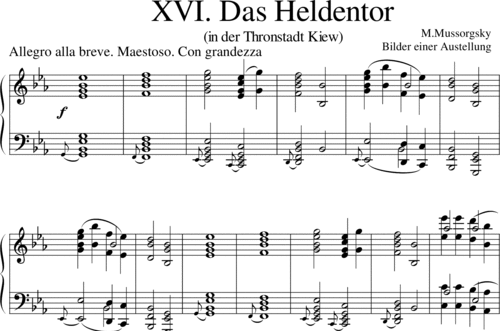 XVI. Das Heldentor
(in der Thronstadt Kiew)
M.Mussorgsky
Allegro alla breve. Maestoso. Con grandezza
Bilder einer Austellung
f